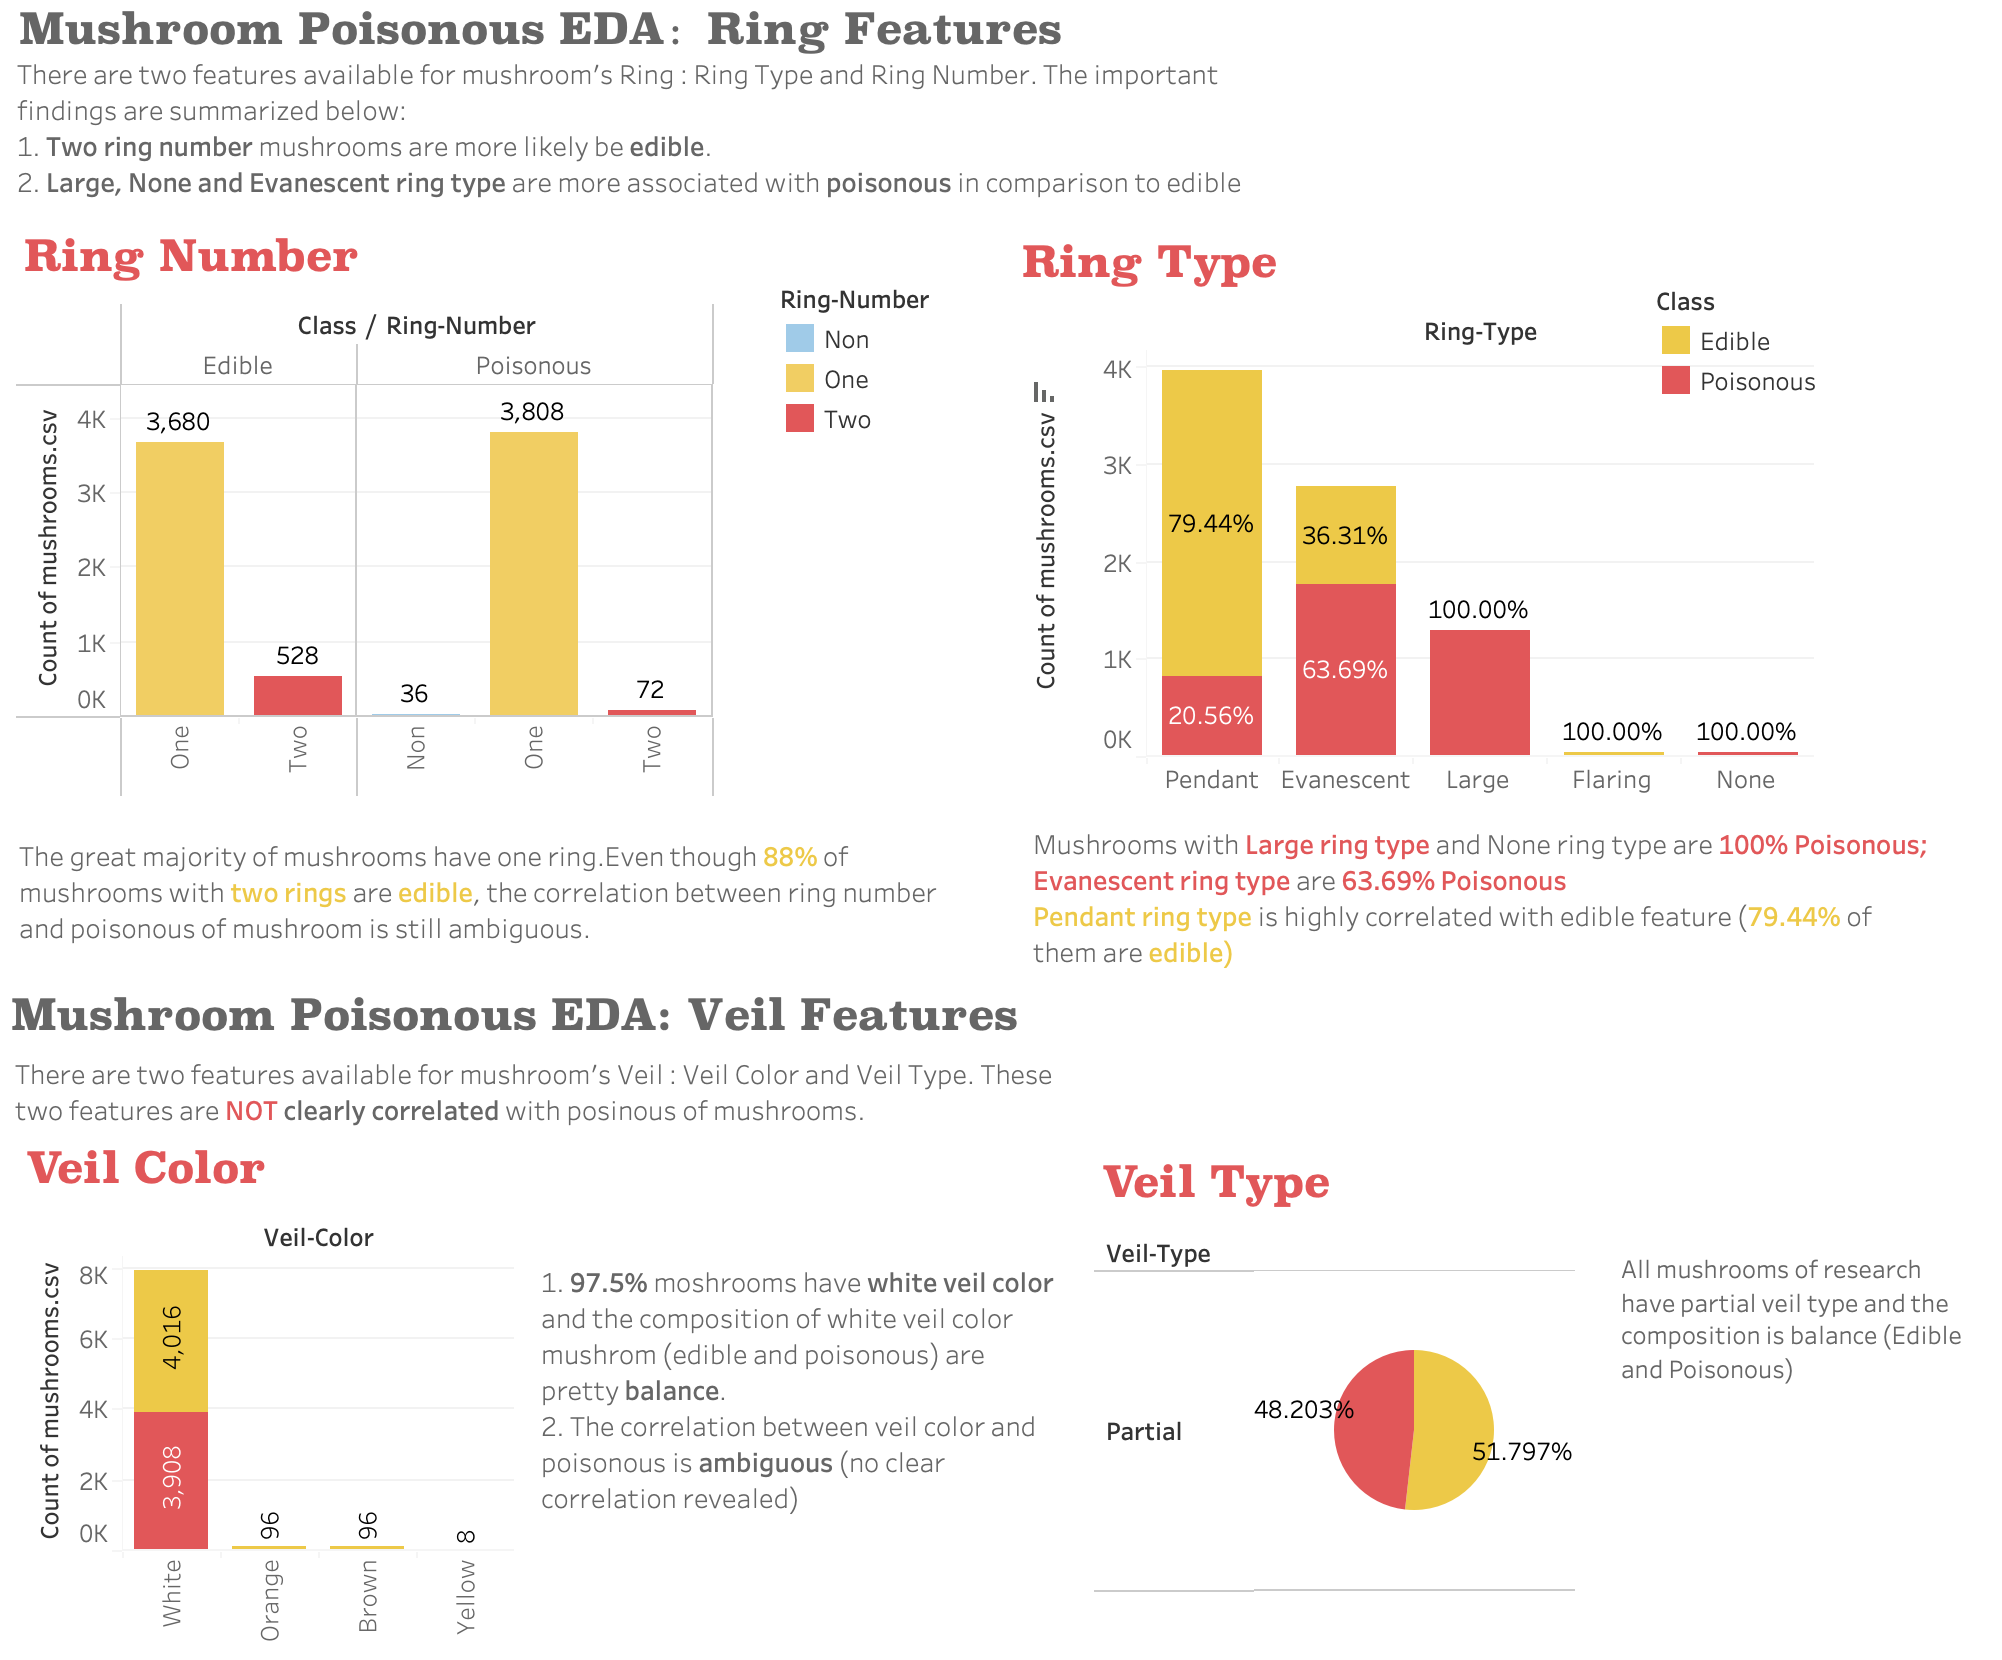 Mushroom Poisonous EDA: Ring Features
There are two features available for mushroom's Ring : Ring Type and Ring Number. The important
findings are summarized below:
1. Two ring number mushrooms are more likely be edible.
2. Large, None and Evanescent ring type are more associated with poisonous in comparison to edible
Ring Number
Class / Ring-Number
Edible
Poisonous
Count of mushrooms.csv
4K
3K
2K
1K
0K
3,680
528
36
3,808
72
One
Two
Non
One
Two
Ring-Number
Non
One
Two
The great majority of mushrooms have one ring.Even though 88% of
mushrooms with two rings are edible, the correlation between ring number
and poisonous of mushroom is still ambiguous.
Ring Type
Class
Edible
Poisonous
Ring-Type
Count of mushrooms.csv
4K
3K
2K
1K
0K
79.44%
20.56%
36.31%
63.69%
100.00%
100.00%
100.00%
Pendant
Evanescent
Large
Flaring
None
Mushrooms with Large ring type and None ring type are 100% Poisonous;
Evanescent ring type are 63.69% Poisonous
Pendant ring type is highly correlated with edible feature (79.44% of
them are edible)
Mushroom Poisonous EDA: Veil Features
There are two features available for mushroom's Veil : Veil Color and Veil Type. These
two features are NOT clearly correlated with posinous of mushrooms.
Veil Color
Veil-Color
Count of mushrooms.csv
8K
6K
4K
2K
0K
4,016
3,908
96
96
8
White
Orange
Brown
Yellow
1. 97.5% moshrooms have white veil color
and the composition of white veil color
mushrom (edible and poisonous) are
pretty balance.
2. The correlation between veil color and
poisonous is ambiguous (no clear
correlation revealed)
Veil Type
Veil-Type
Partial
48.203%
51.797%
All mushrooms of research
have partial veil type and the
composition is balance (Edible
and Poisonous)